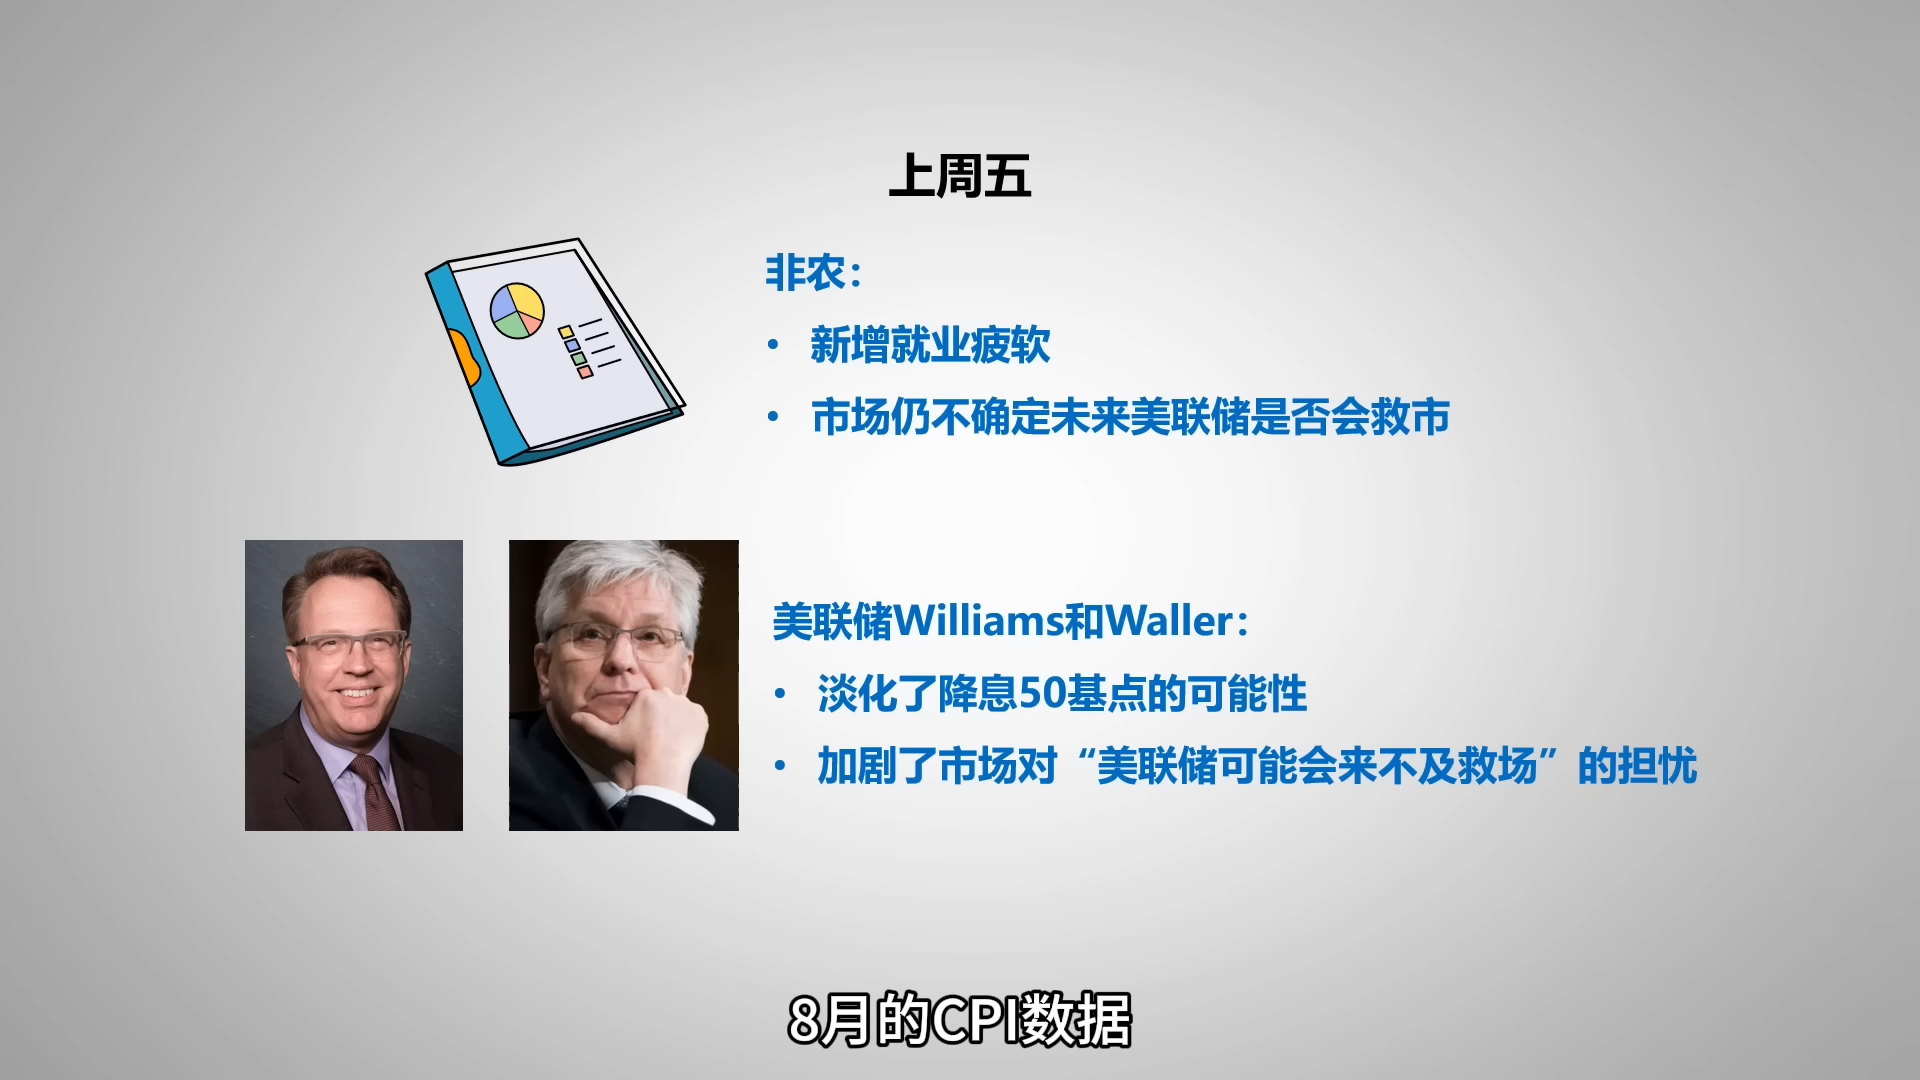 上周五
非农：
• 新增就业疲软
• 市场仍不确定未来美联储是否会救市
美联储Williams和Waller：
• 淡化了降息50基点的可能性
• 加剧了市场对“美联储可能会来不及救场”的担忧
8月的CPI数据